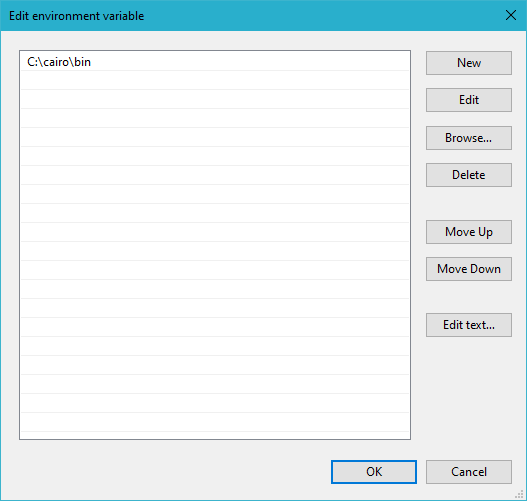 Edit environment variable
C:\cairo\bin
New
Edit
Browse...
Delete
Move Up
Move Down
Edit text...
OK
Cancel